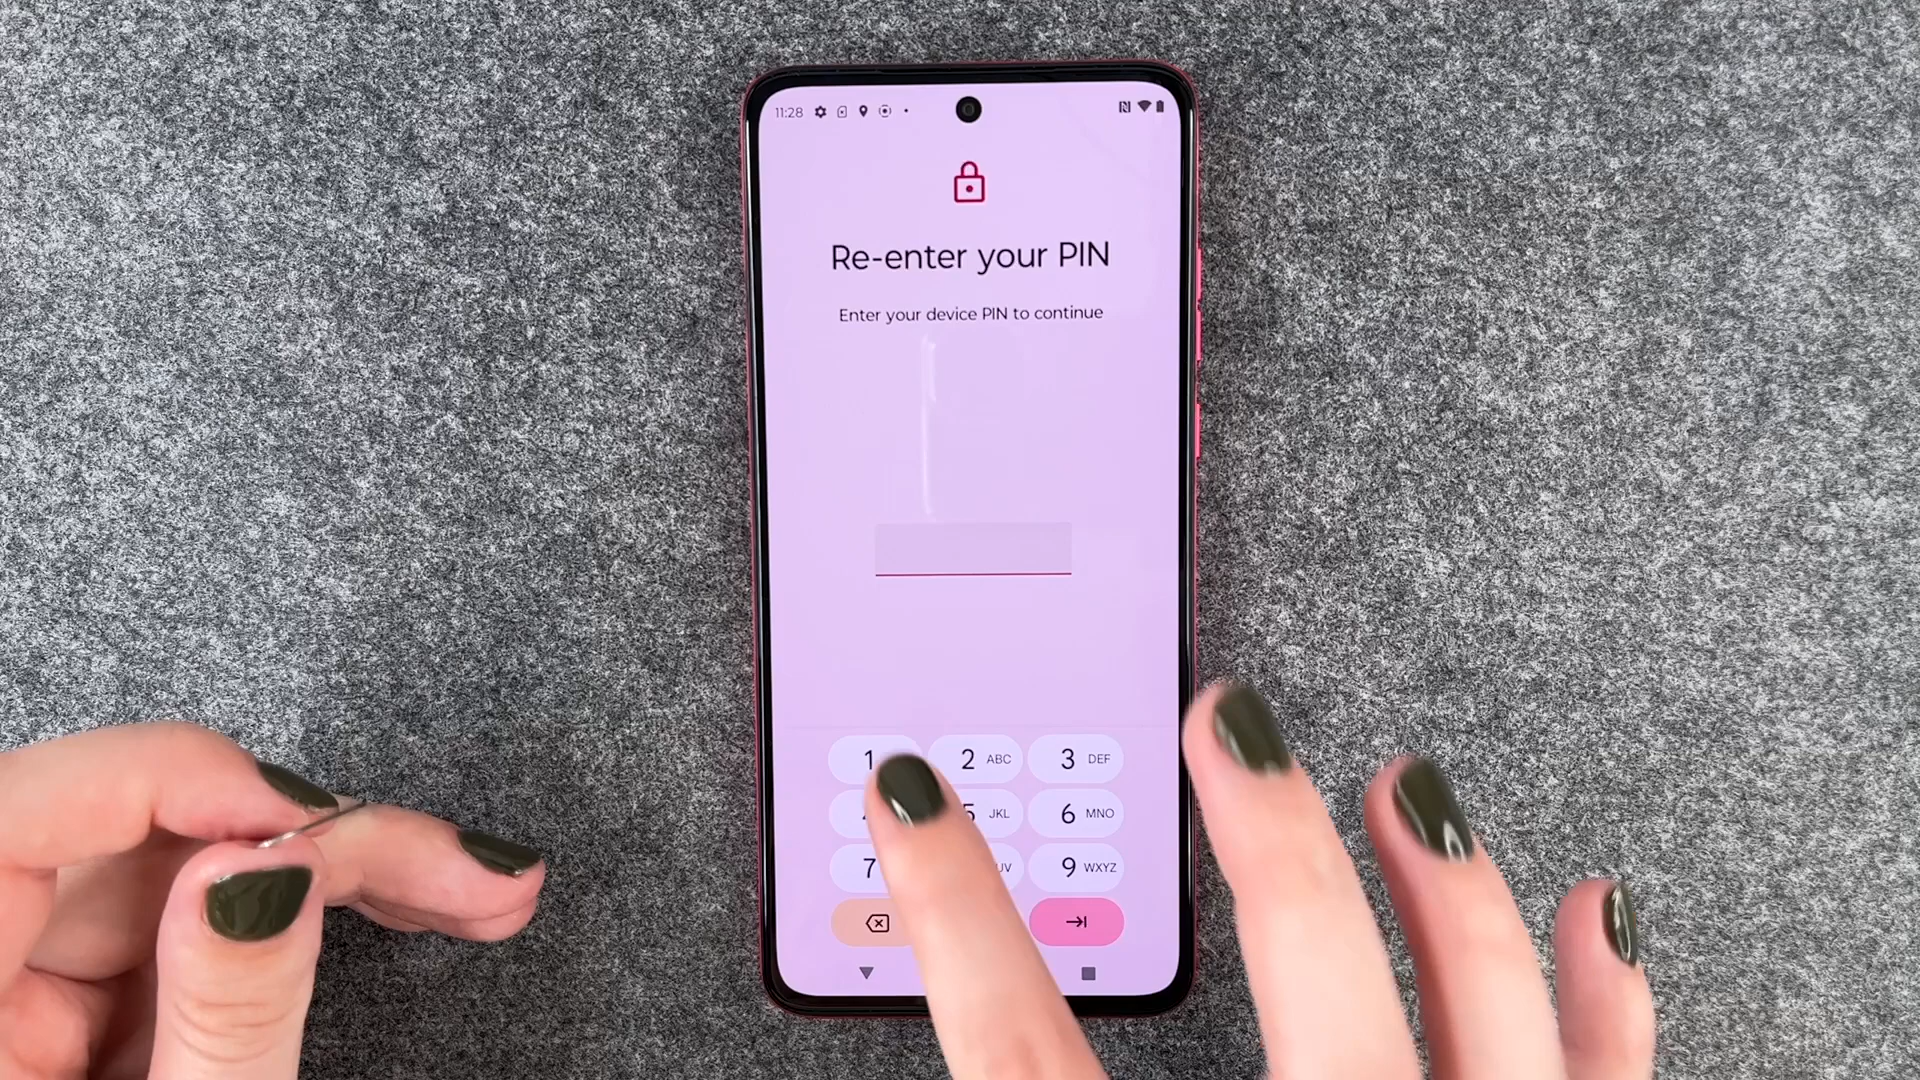 11:28
Re-enter your PIN
Enter your device PIN to continue
1 2 ABC 3 DEF
5 JKL 6 MNO
7 9 WXYZ